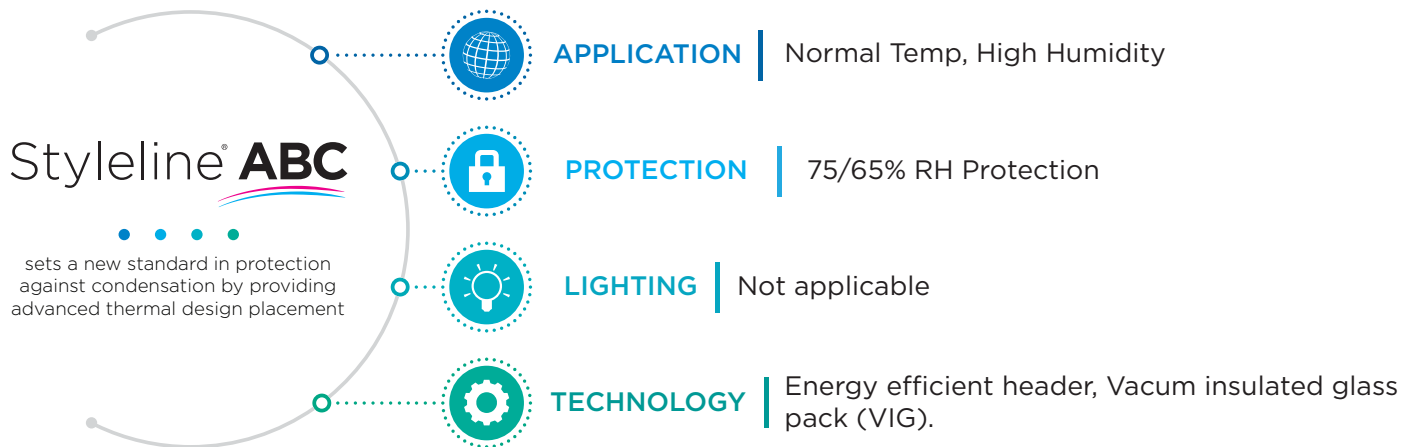 Styleline® ABC
sets a new standard in protection
against condensation by providing
advanced thermal design placement
APPLICATION Normal Temp, High Humidity
PROTECTION 75/65% RH Protection
LIGHTING Not applicable
TECHNOLOGY Energy efficient header, Vacum insulated glass
pack (VIG).